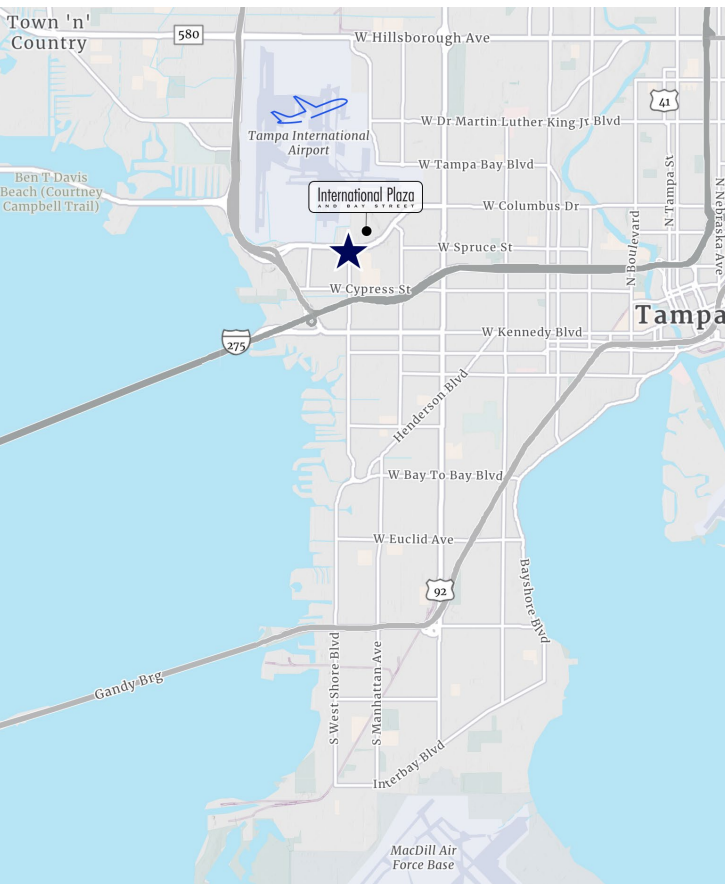 Town 'n'
Country
580
W Hillsborough Ave
41
W Dr Martin Luther King Jr Blvd
Tampa International
Airport
W Tampa Bay Blvd
Ben T Davis
Beach (Courtney
Campbell Trail)
International Plaza
AND BAY STREET
W Columbus Dr
N Boulevard
N Tampa St
N Nebraska Ave
W Spruce St
W Cypress St
Tampa
275
W Kennedy Blvd
Henderson Blvd
W Bay To Bay Blvd
W Euclid Ave
92
Bayshore Blvd
Gandy Brg
S West Shore Blvd
S Manhattan Ave
Interbay Blvd
MacDill Air
Force Base